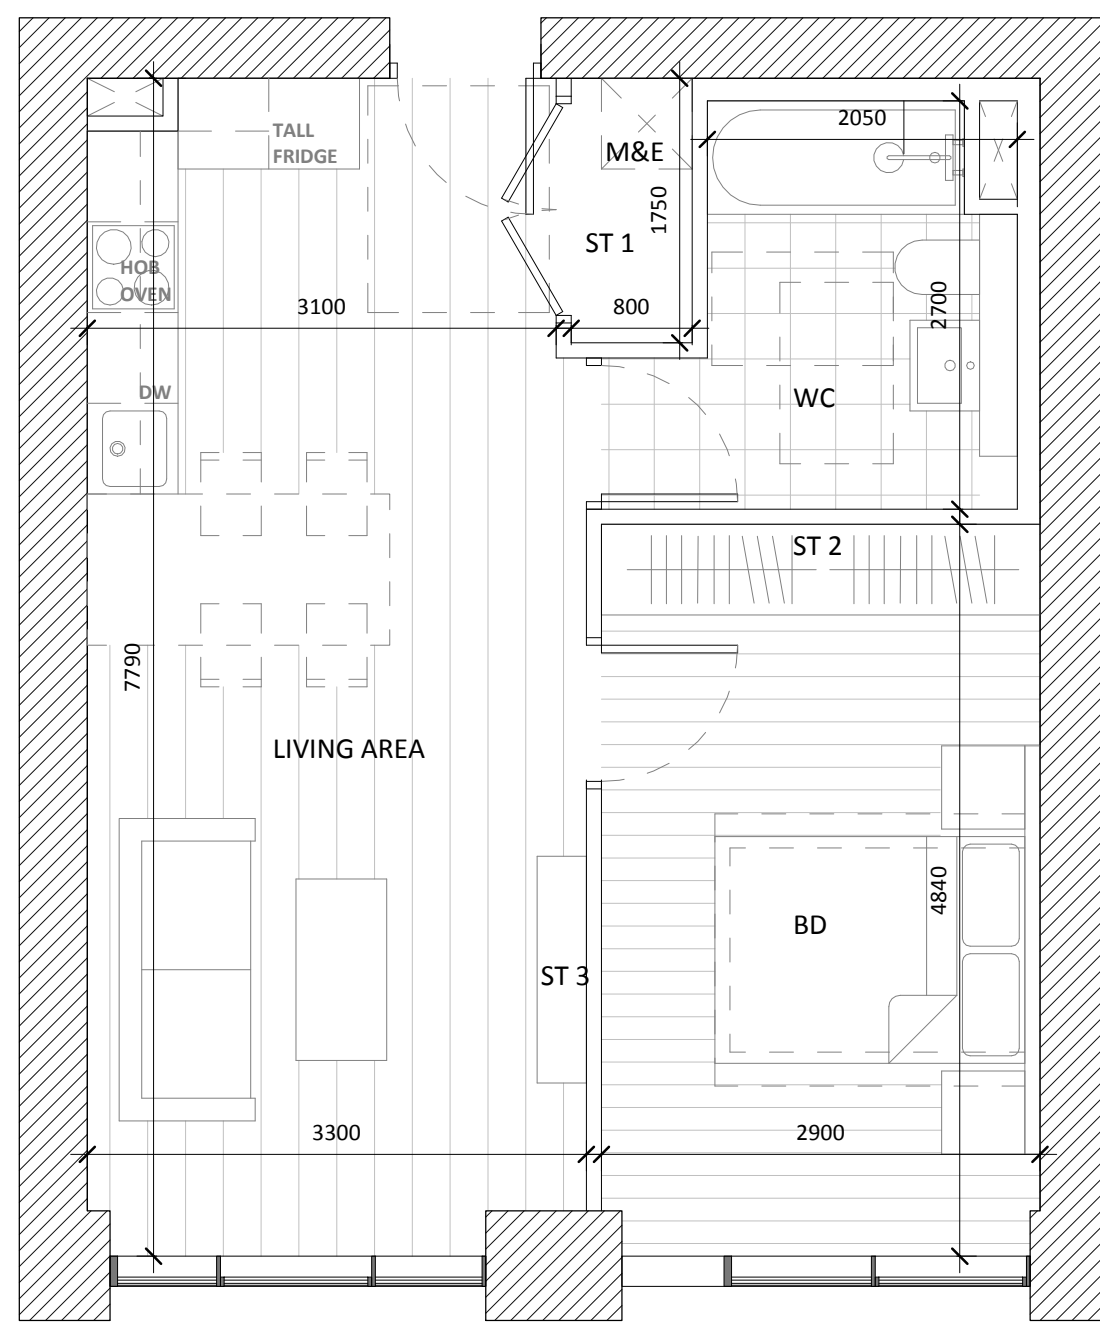 TALL
FRIDGE
M&E
2050
1750
ST 1
HOB
OVEN
3100
800
2700
DW
WC
ST 2
7790
LIVING AREA
4840
BD
ST 3
3300
2900